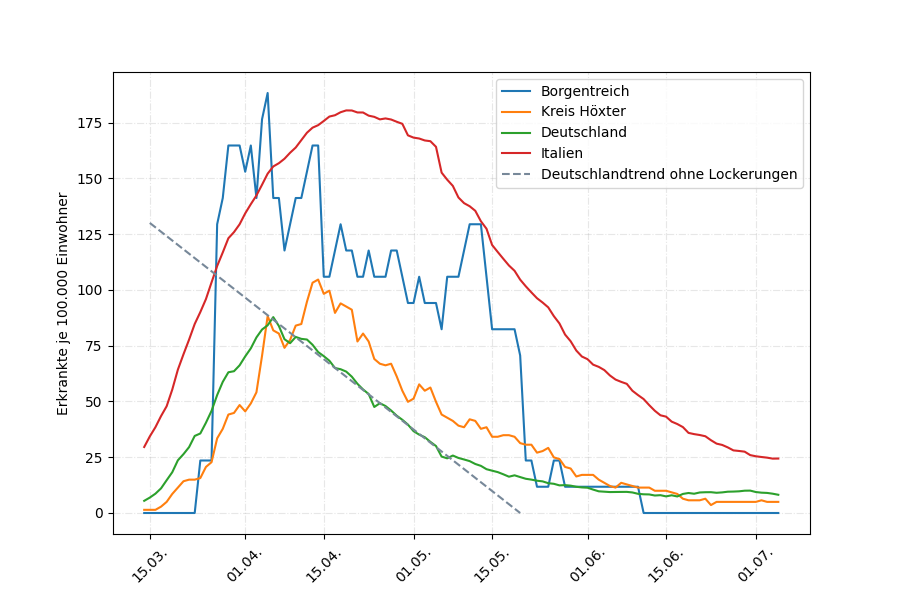 Borgentreich
Kreis Höxter
Deutschland
Italien
Deutschlandtrend ohne Lockerungen
Erkrankte je 100.000 Einwohner
175
150
125
100
75
50
25
0
15.03.
01.04.
15.04.
01.05.
15.05.
01.06.
15.06.
01.07.